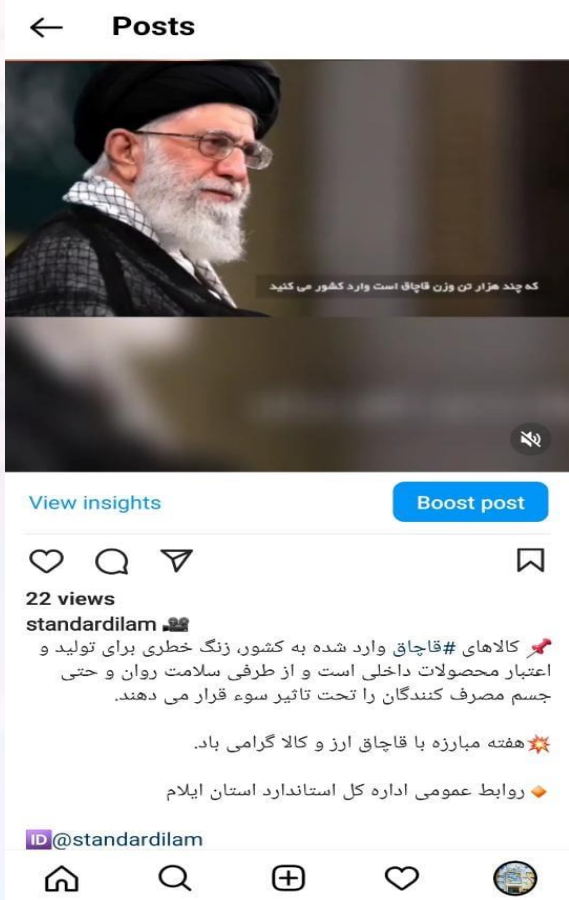 Posts
که چند هزار تن وزن قاچاق است وارد کشور می کنید
View insights
Boost post
22 views
standardilam 🎥
📌 کالاهای #قاچاق وارد شده به کشور، زنگ خطری برای تولید و
اعتبار محصولات داخلی است و از طرفی سلامت روان و حتی
جسم مصرف کنندگان را تحت تاثیر سوء قرار می دهند.
💥هفته مبارزه با قاچاق ارز و کالا گرامی باد.
🔸 روابط عمومی اداره کل استاندارد استان ایلام
🆔@standardilam